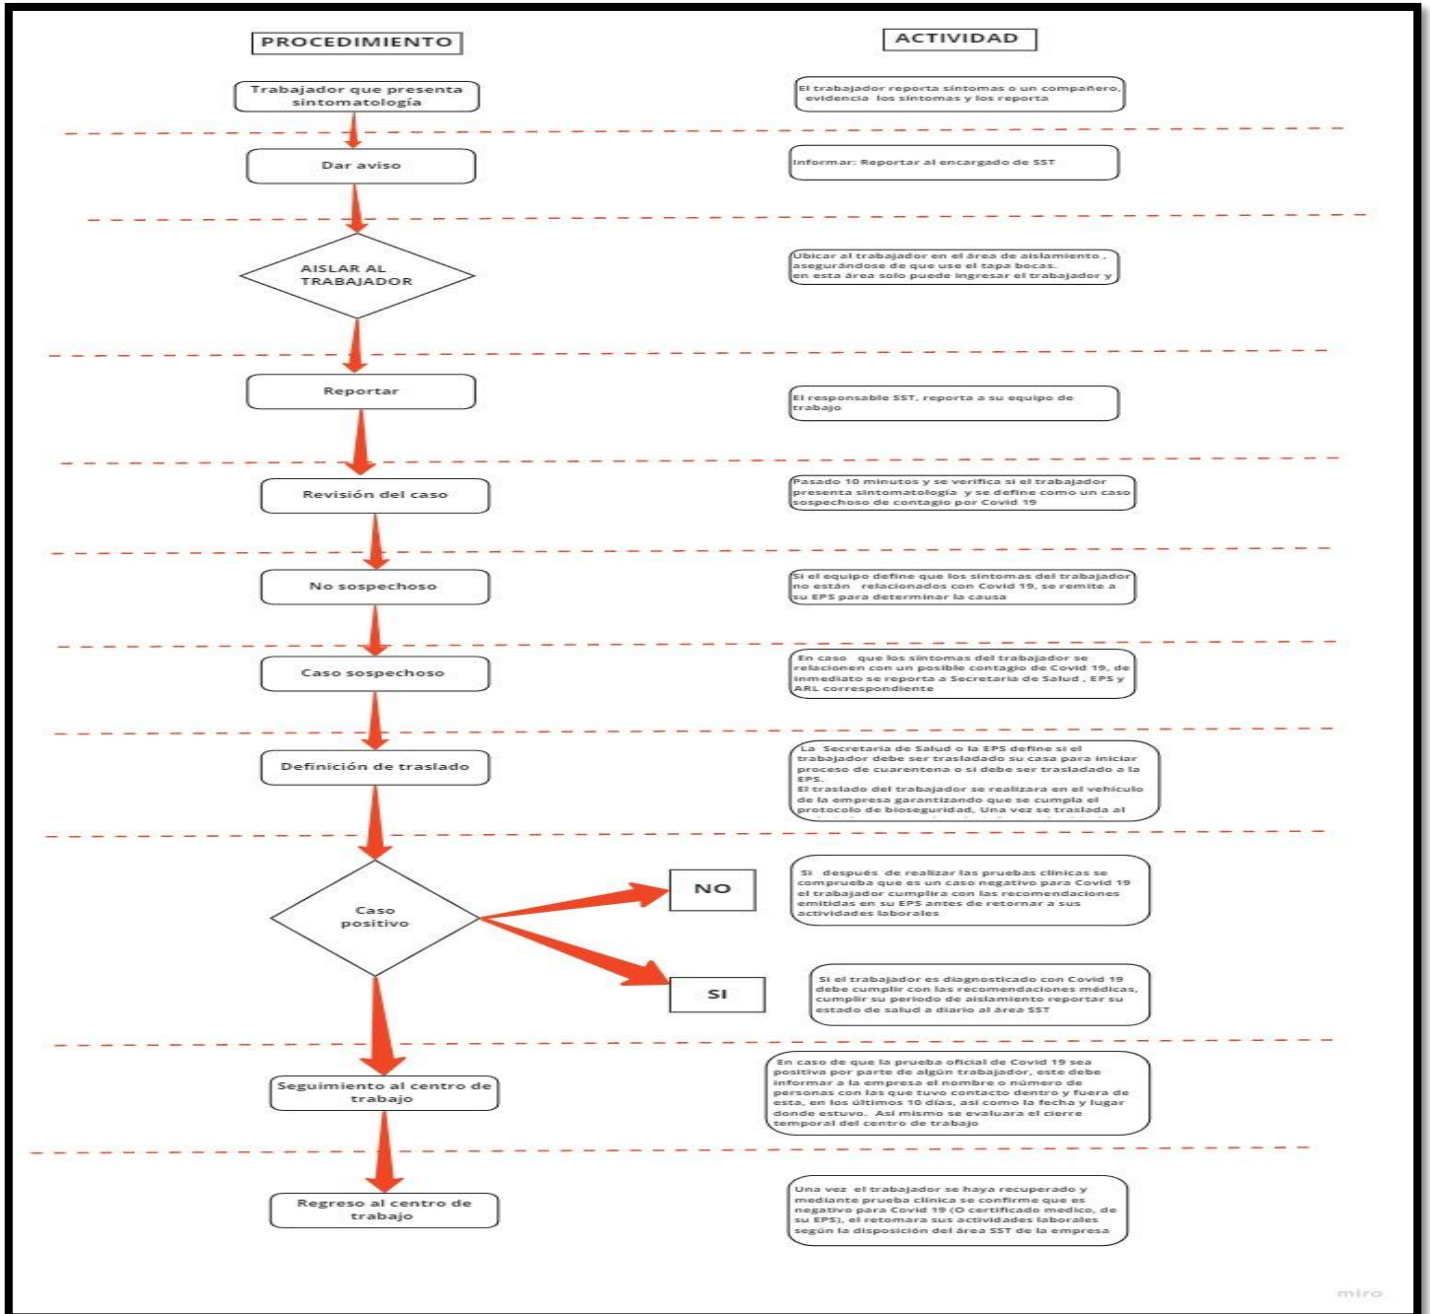 PROCEDIMIENTO
ACTIVIDAD
Trabajador que presenta
sintomatología
El trabajador reporta síntomas o un compañero,
evidencia los síntomas y los reporta
Dar aviso
Informar: Reportar al encargado de SST
AISLAR AL
TRABAJADOR
Ubicar al trabajador en el área de aislamiento ,
asegurándose de que use el tapa bocas.
en esta área solo puede ingresar el trabajador y
Reportar
El responsable SST, reporta a su equipo de
trabajo
Revisión del caso
Pasado 10 minutos y se verifica si el trabajador
presenta sintomatología y se define como un caso
sospechoso de contagio por Covid 19
No sospechoso
Si el equipo define que los síntomas del trabajador
no están relacionados con Covid 19, se remite a
su EPS para determinar la causa
Caso sospechoso
En caso que los síntomas del trabajador se
relacionen con un posible contagio de Covid 19, de
inmediato se reporta a Secretaria de Salud , EPS y
ARL correspondiente
Definición de traslado
La Secretaria de Salud o la EPS define si el
trabajador debe ser trasladado su casa para iniciar
proceso de cuarentena o si debe ser trasladado a la
EPS.
El traslado del trabajador se realizara en el vehículo
de la empresa garantizando que se cumpla el
protocolo de bioseguridad, Una vez se traslada al
Caso
positivo
NO
Si después de realizar las pruebas clínicas se
comprueba que es un caso negativo para Covid 19
el trabajador cumplira con las recomendaciones
emitidas en su EPS antes de retornar a sus
actividades laborales
SI
Si el trabajador es diagnosticado con Covid 19
debe cumplir con las recomendaciones médicas,
cumplir su periodo de aislamiento reportar su
estado de salud a diario al área SST
Seguimiento al centro de
trabajo
En caso de que la prueba oficial de Covid 19 sea
positiva por parte de algún trabajador, este debe
informar a la empresa el nombre o número de
personas con las que tuvo contacto dentro y fuera de
esta, en los últimos 10 días, así como la fecha y lugar
donde estuvo. Así mismo se evaluara el cierre
temporal del centro de trabajo
Regreso al centro de
trabajo
Una vez el trabajador se haya recuperado y
mediante prueba clínica se confirme que es
negativo para Covid 19 (O certificado medico, de
su EPS), el retomara sus actividades laborales
según la disposición del área SST de la empresa
miro